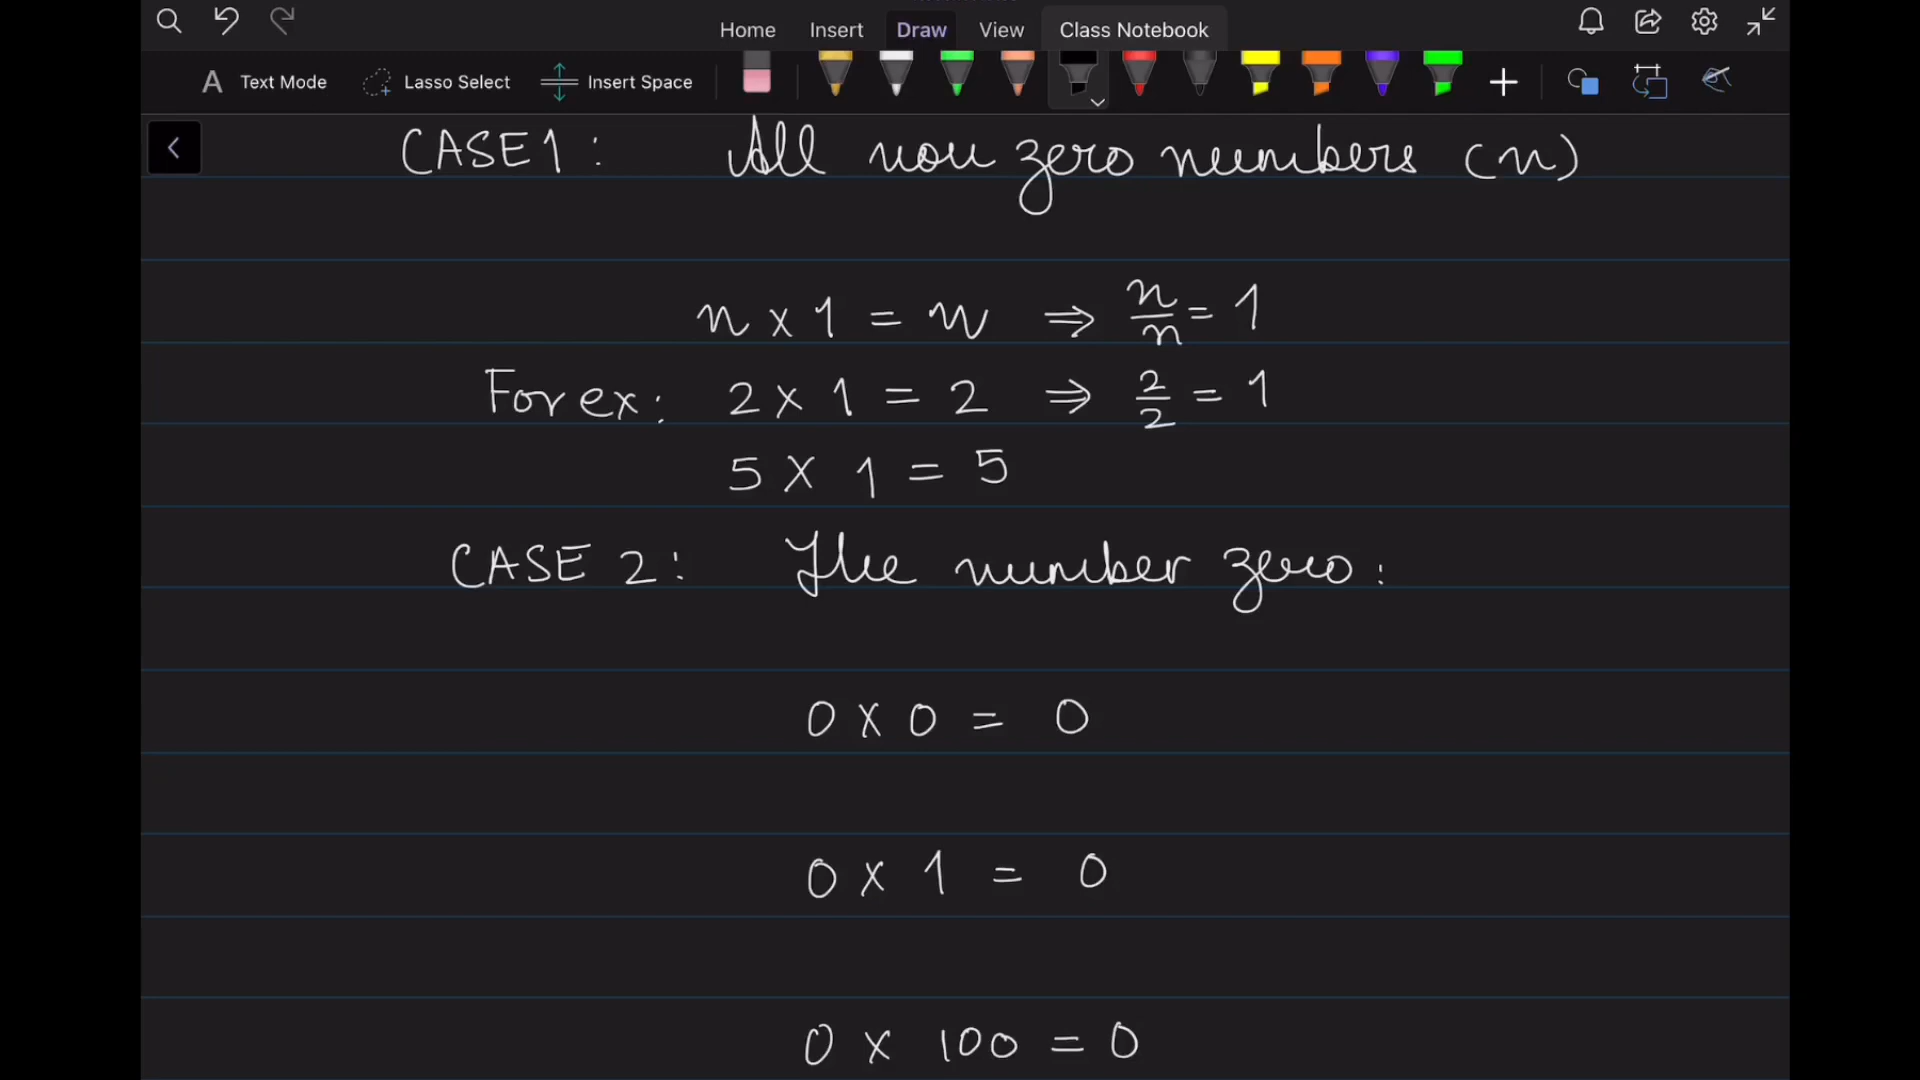 Home Insert Draw View Class Notebook
Text Mode Lasso Select Insert Space
CASE 1 : All non zero numbers (n)
n x 1 = n ⇒ n/n = 1
For ex: 2 x 1 = 2 ⇒ 2/2 = 1
5 x 1 = 5
CASE 2 : The number zero :
0 x 0 = 0
0 x 1 = 0
0 x 100 = 0